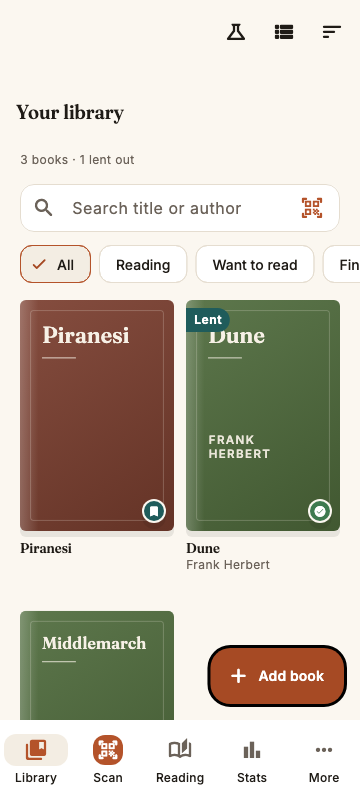 Your library
3 books · 1 lent out
Search title or author
All
Reading
Want to read
Fin
Piranesi
Lent
Dune
FRANK
HERBERT
Piranesi
Dune
Frank Herbert
Middlemarch
Add book
Library
Scan
Reading
Stats
More